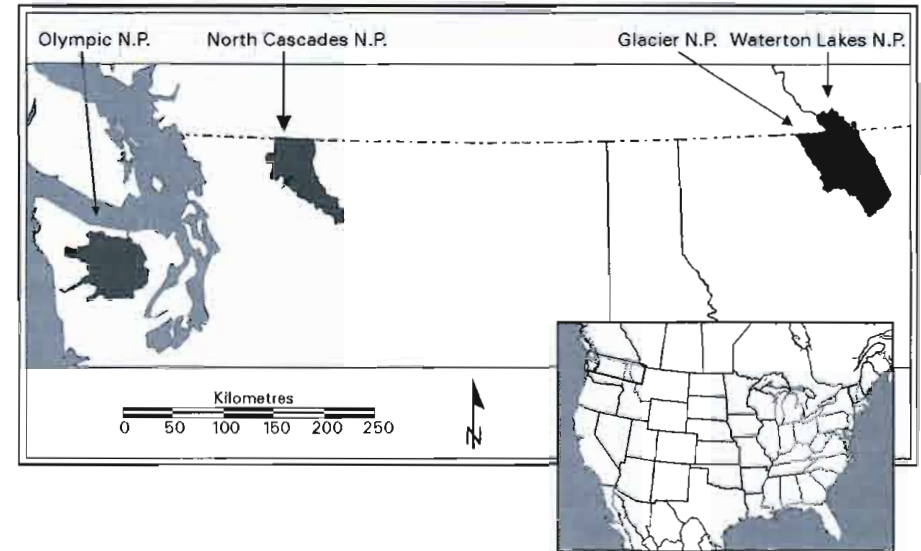 Olympic N.P. North Cascades N.P. Glacier N.P. Waterton Lakes N.P.
Kilometres
0 50 100 150 200 250
N